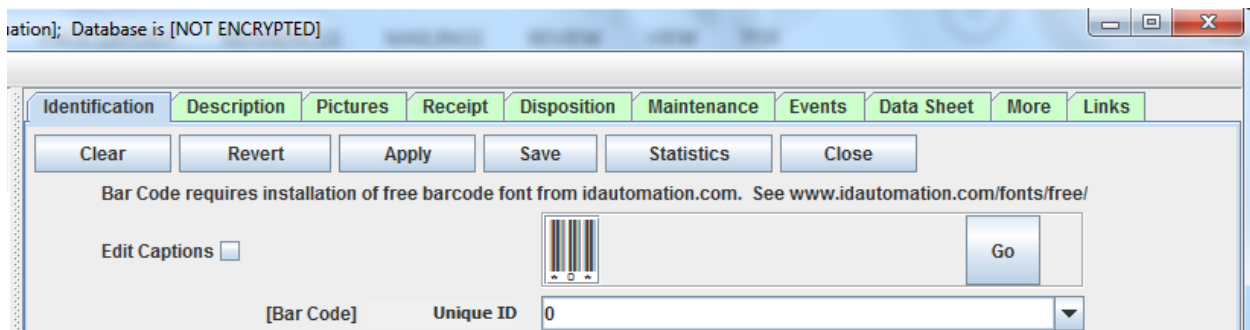 ation]; Database is [NOT ENCRYPTED]
Identification Description Pictures Receipt Disposition Maintenance Events Data Sheet More Links
Clear Revert Apply Save Statistics Close
Bar Code requires installation of free barcode font from idautomation.com. See www.idautomation.com/fonts/free/
Edit Captions * 0 * Go
[Bar Code] Unique ID 0